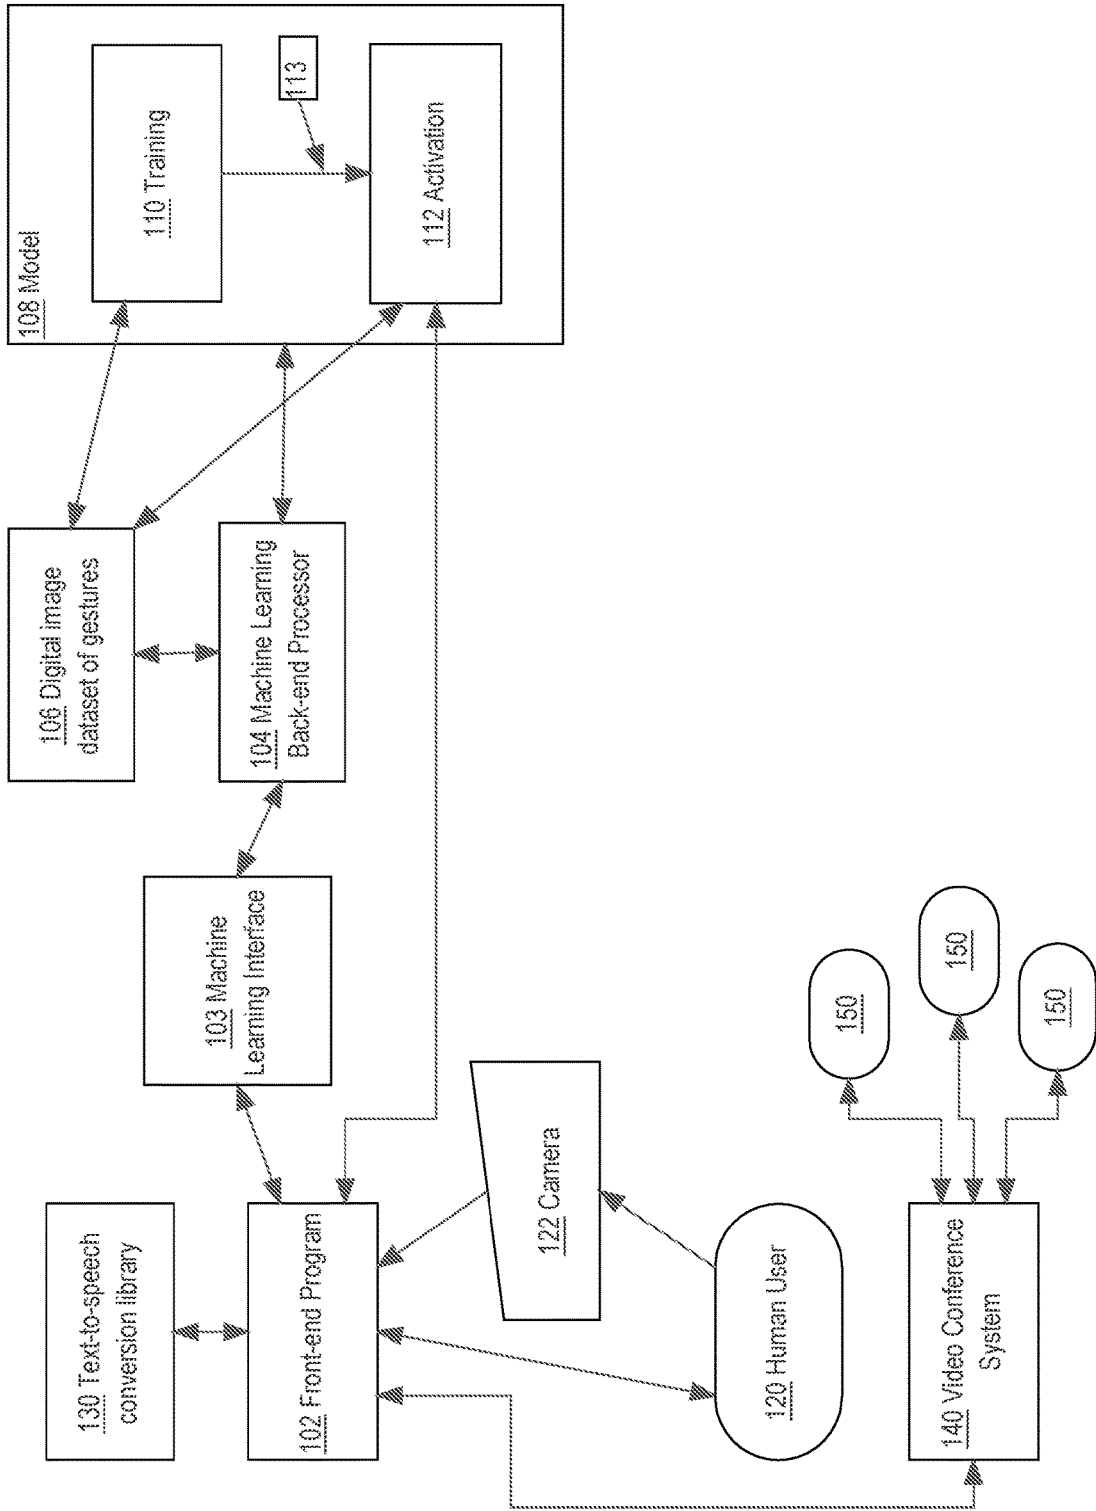 130 Text-to-speech
conversion library
102 Front-end Program
103 Machine
Learning Interface
106 Digital image
dataset of gestures
104 Machine Learning
Back-end Processor
108 Model
110 Training
113
112 Activation
122 Camera
120 Human User
140 Video Conference
System
150
150
150